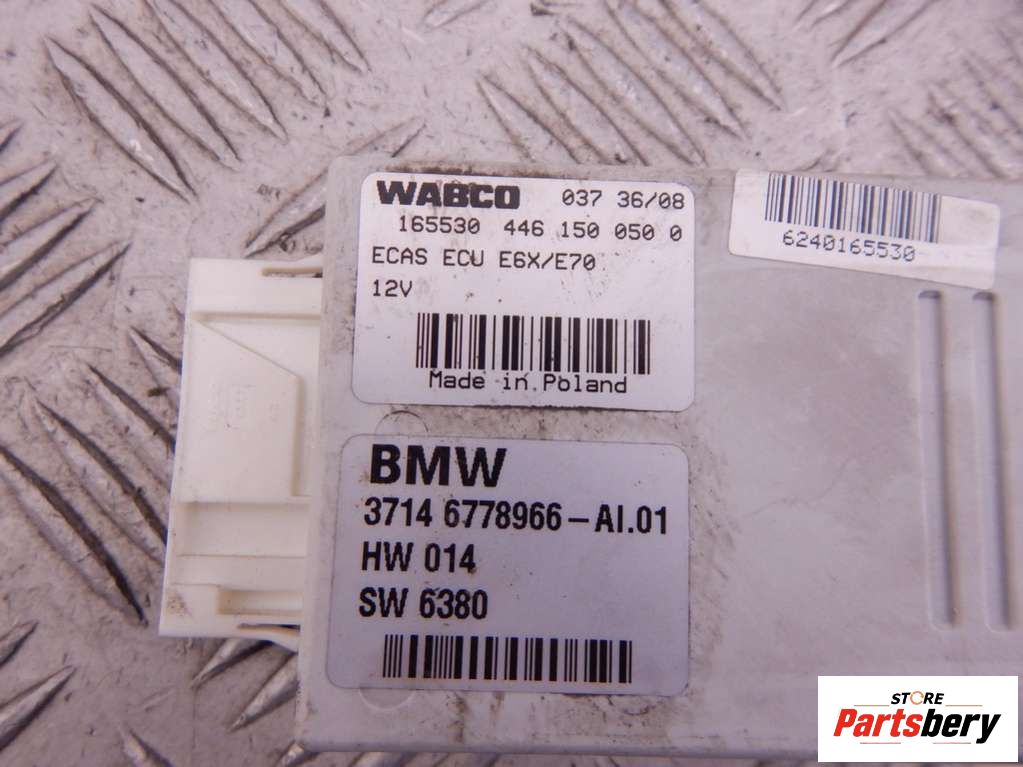 WABCO 037 36/08
165530 446 150 050 0
ECAS ECU E6X/E70
12V
Made in Poland
6240165530
BMW
3714 6778966-AI.01
HW 014
SW 6380
STORE
Partsbery